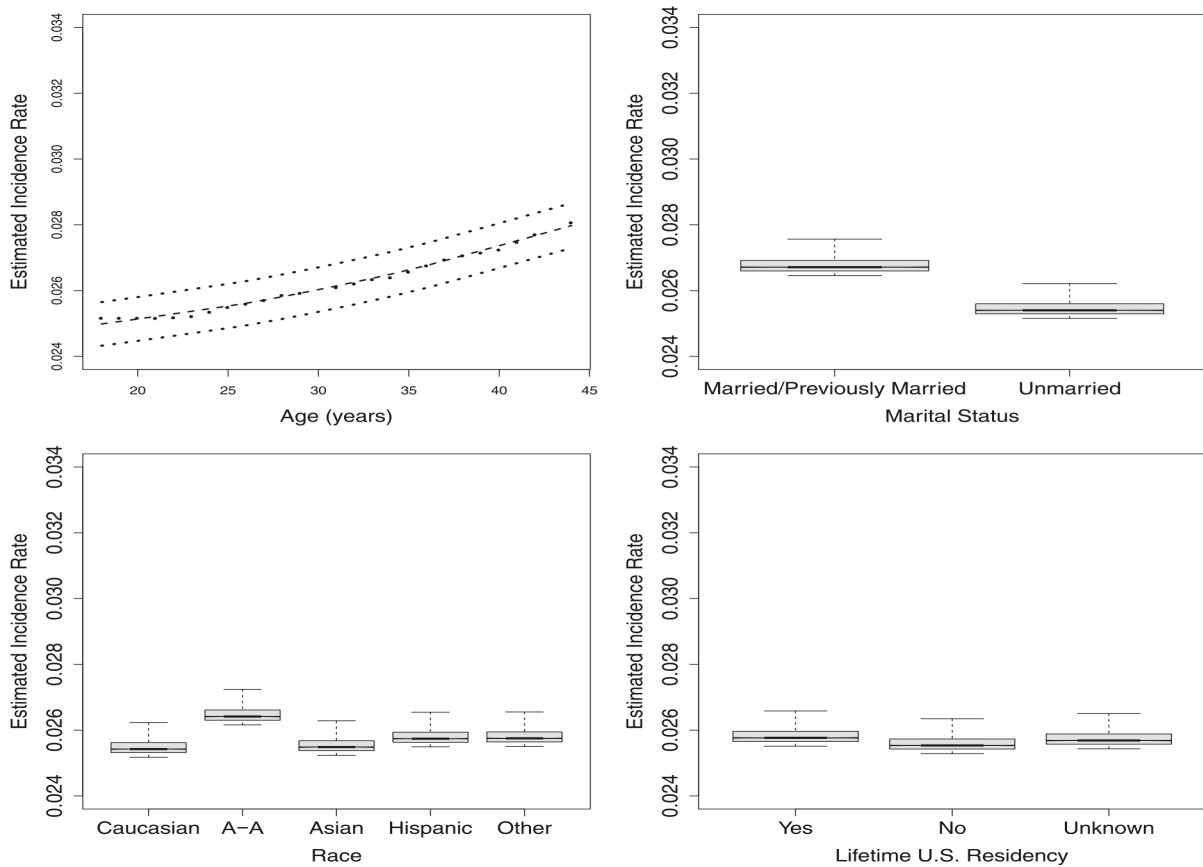 Estimated Incidence Rate
0.034
0.032
0.030
0.028
0.026
0.024
20 25 30 35 40 45
Age (years)
Estimated Incidence Rate
0.034
0.032
0.030
0.028
0.026
0.024
Married/Previously Married Unmarried
Marital Status
Estimated Incidence Rate
0.034
0.032
0.030
0.028
0.026
0.024
Caucasian A-A Asian Hispanic Other
Race
Estimated Incidence Rate
0.034
0.032
0.030
0.028
0.026
0.024
Yes No Unknown
Lifetime U.S. Residency